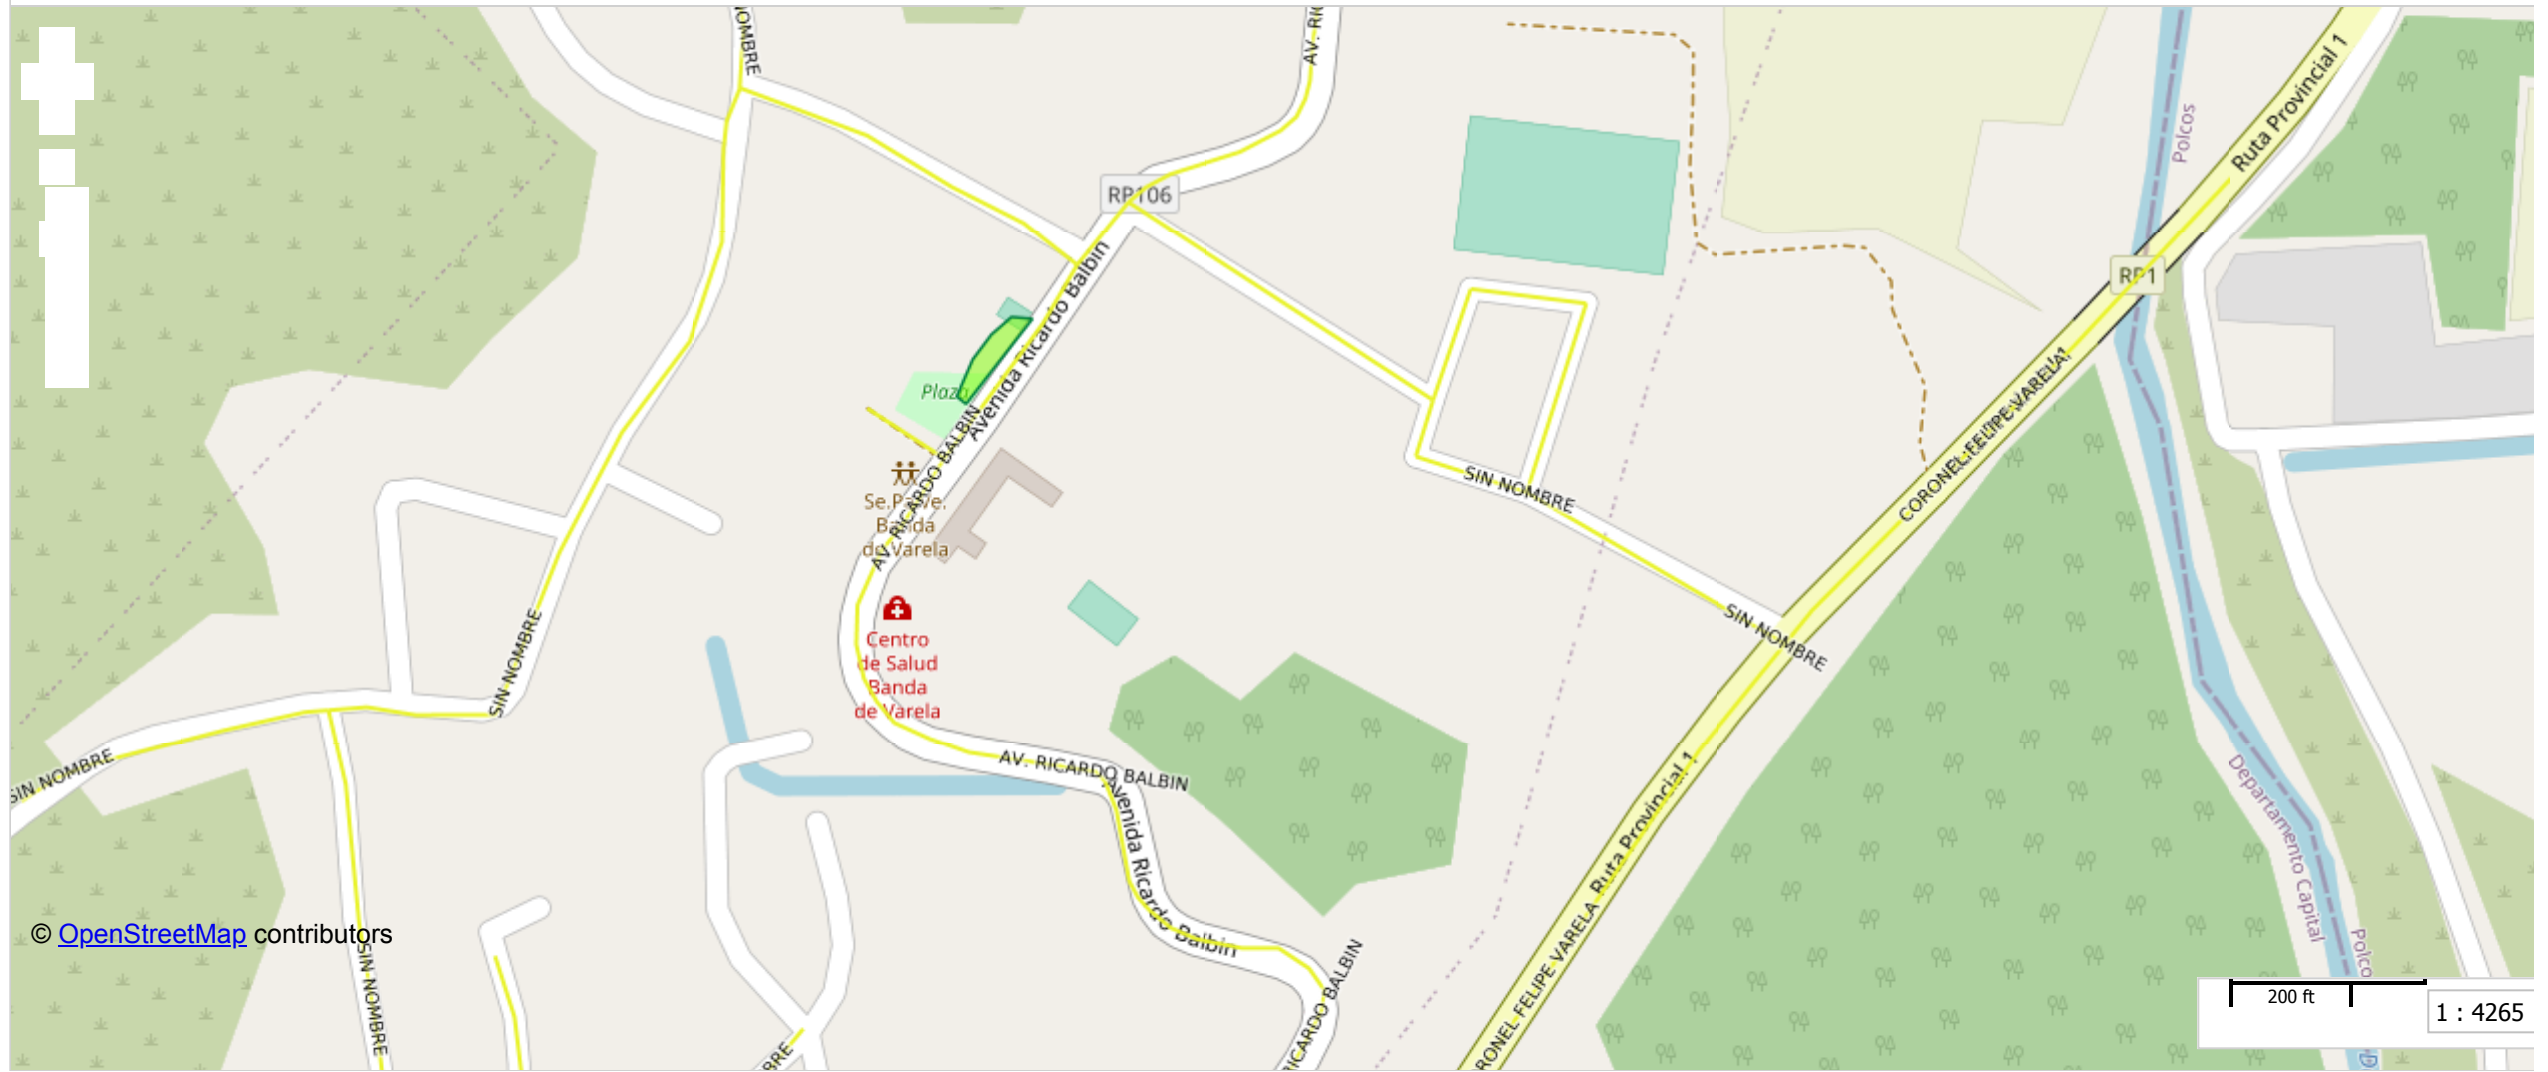 NOMBRE
AV. RI
Ruta Provincial 1
Polcos
RP106
RP1
Avenida Ricardo Balbin
Plaza
CORONEL FELIPE VARELA
AV. RICARDO BALBIN
Se.Pa.Ve.
Banda
de Varela
SIN NOMBRE
Centro
de Salud
Banda
de Varela
SIN NOMBRE
SIN NOMBRE
SIN NOMBRE
AV. RICARDO BALBIN
Avenida Ricardo Balbin
Ruta Provincial 1
CORONEL FELIPE VARELA
Departamento Capital
Polco
© OpenStreetMap contributors
SIN NOMBRE
RICARDO BALBIN
BRE
200 ft
1 : 4265